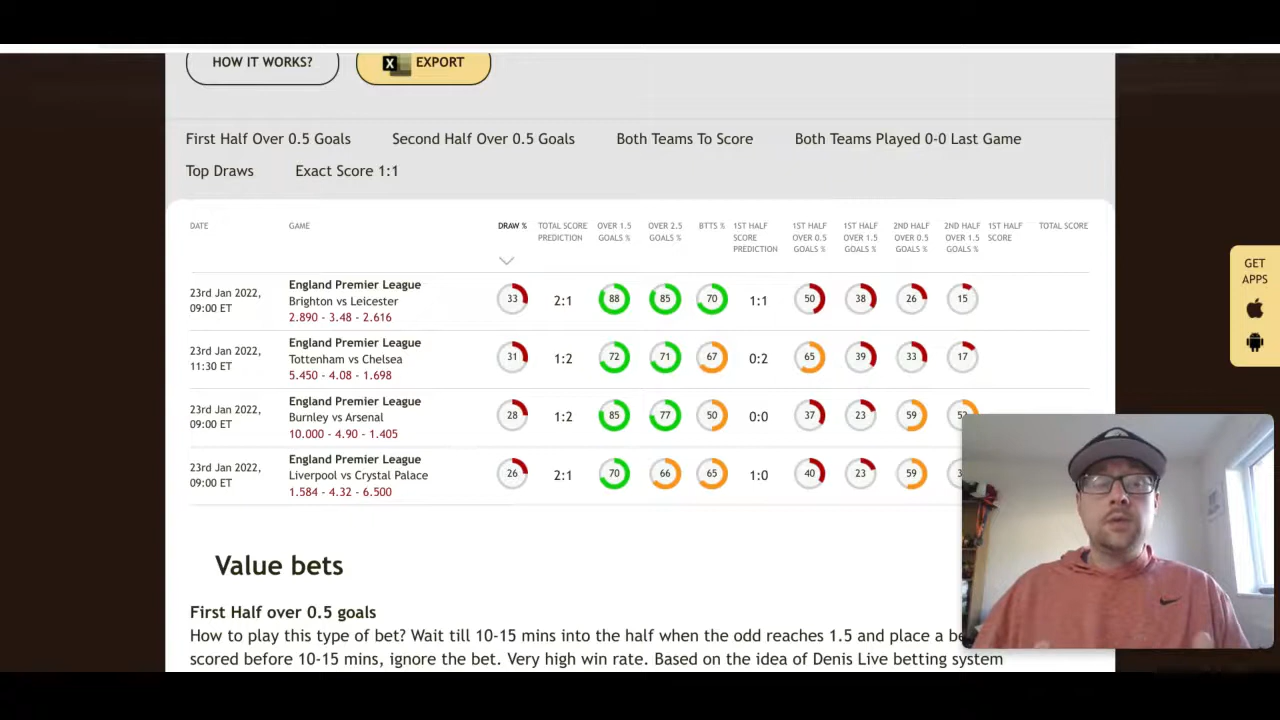 HOW IT WORKS?
EXPORT
First Half Over 0.5 Goals
Second Half Over 0.5 Goals
Both Teams To Score
Both Teams Played 0-0 Last Game
Top Draws
Exact Score 1:1
DATE
GAME
DRAW %
TOTAL SCORE
PREDICTION
OVER 1.5
GOALS %
OVER 2.5
GOALS %
BTTS %
1ST HALF
SCORE
PREDICTION
1ST HALF
OVER 0.5
GOALS %
1ST HALF
OVER 1.5
GOALS %
2ND HALF
OVER 0.5
GOALS %
2ND HALF
OVER 1.5
GOALS %
1ST HALF
SCORE
TOTAL SCORE
23rd Jan 2022,
09:00 ET
England Premier League
Brighton vs Leicester
2.890 - 3.48 - 2.616
33 2:1 88 85 70 1:1 50 38 26 15
23rd Jan 2022,
11:30 ET
England Premier League
Tottenham vs Chelsea
5.450 - 4.08 - 1.698
31 1:2 72 71 67 0:2 65 39 33 17
23rd Jan 2022,
09:00 ET
England Premier League
Burnley vs Arsenal
10.000 - 4.90 - 1.405
28 1:2 85 77 50 0:0 37 23 59
23rd Jan 2022,
09:00 ET
England Premier League
Liverpool vs Crystal Palace
1.584 - 4.32 - 6.500
26 2:1 70 66 65 1:0 40 23 59
GET
APPS
Value bets
First Half over 0.5 goals
How to play this type of bet? Wait till 10-15 mins into the half when the odd reaches 1.5 and place a
scored before 10-15 mins, ignore the bet. Very high win rate. Based on the idea of Denis Live betting system